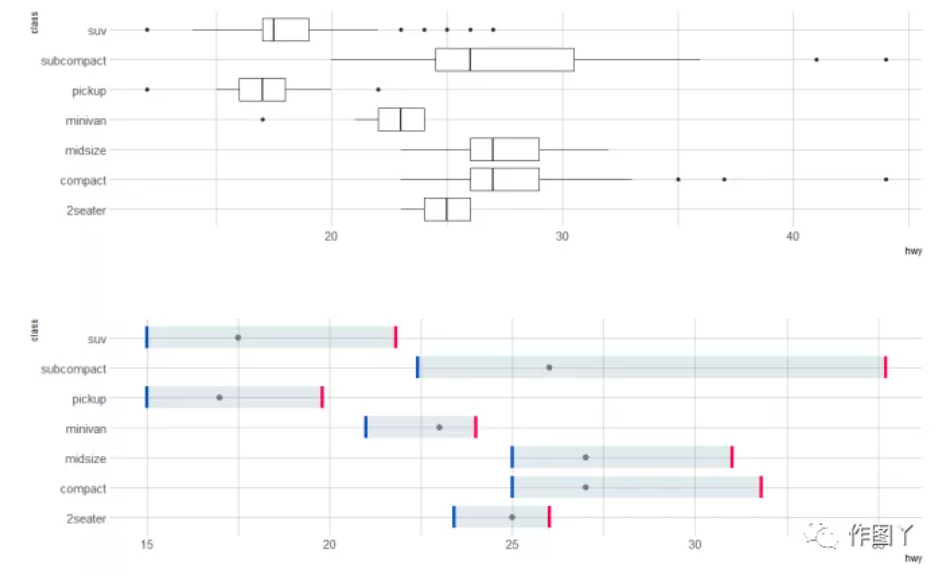 class
suv
subcompact
pickup
minivan
midsize
compact
2seater
20 30 40
hwy
class
suv
subcompact
pickup
minivan
midsize
compact
2seater
15 20 25 30
hwy
作图丫